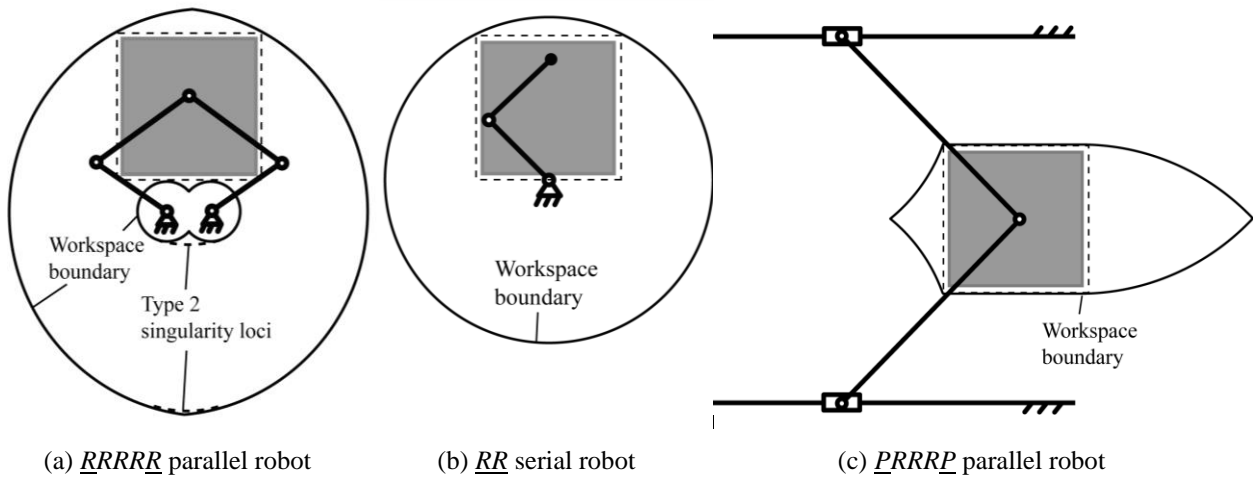 Workspace
boundary
Type 2
singularity loci
Workspace
boundary
Workspace
boundary
(a) RRRRR parallel robot
(b) RR serial robot
(c) PRRRP parallel robot